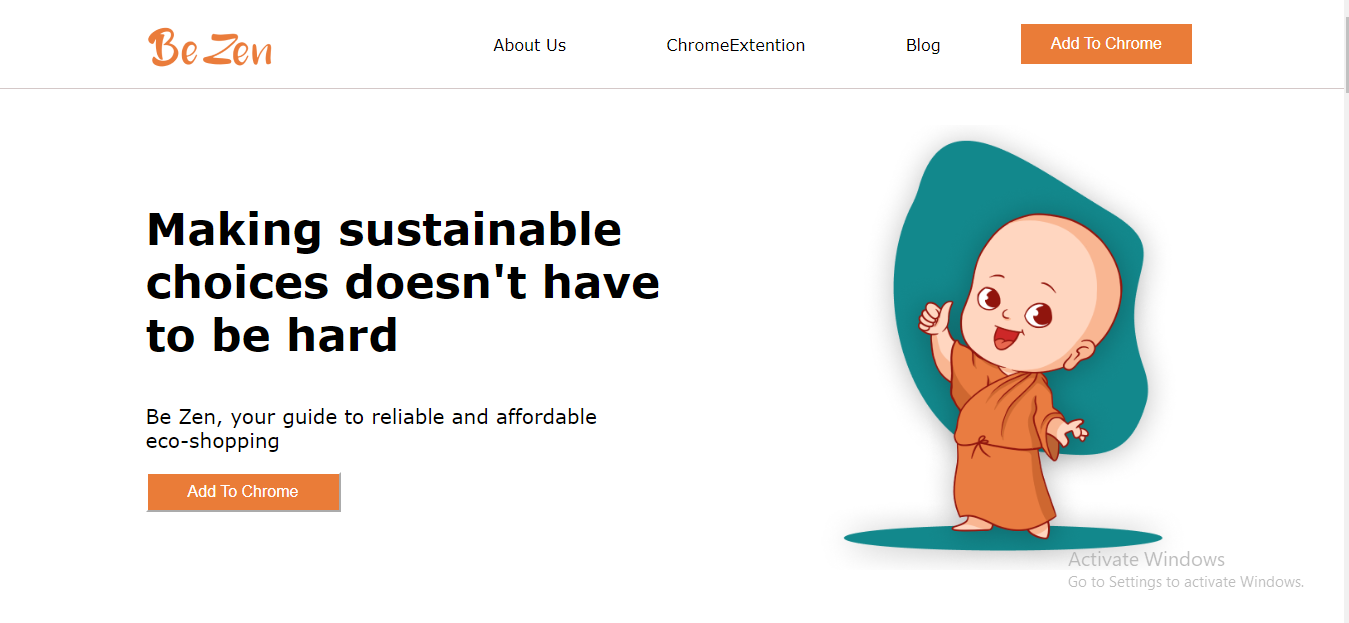 Be Zen
About Us
ChromeExtention
Blog
Add To Chrome
Making sustainable
choices doesn't have
to be hard
Be Zen, your guide to reliable and affordable
eco-shopping
Add To Chrome
Activate Windows
Go to Settings to activate Windows.